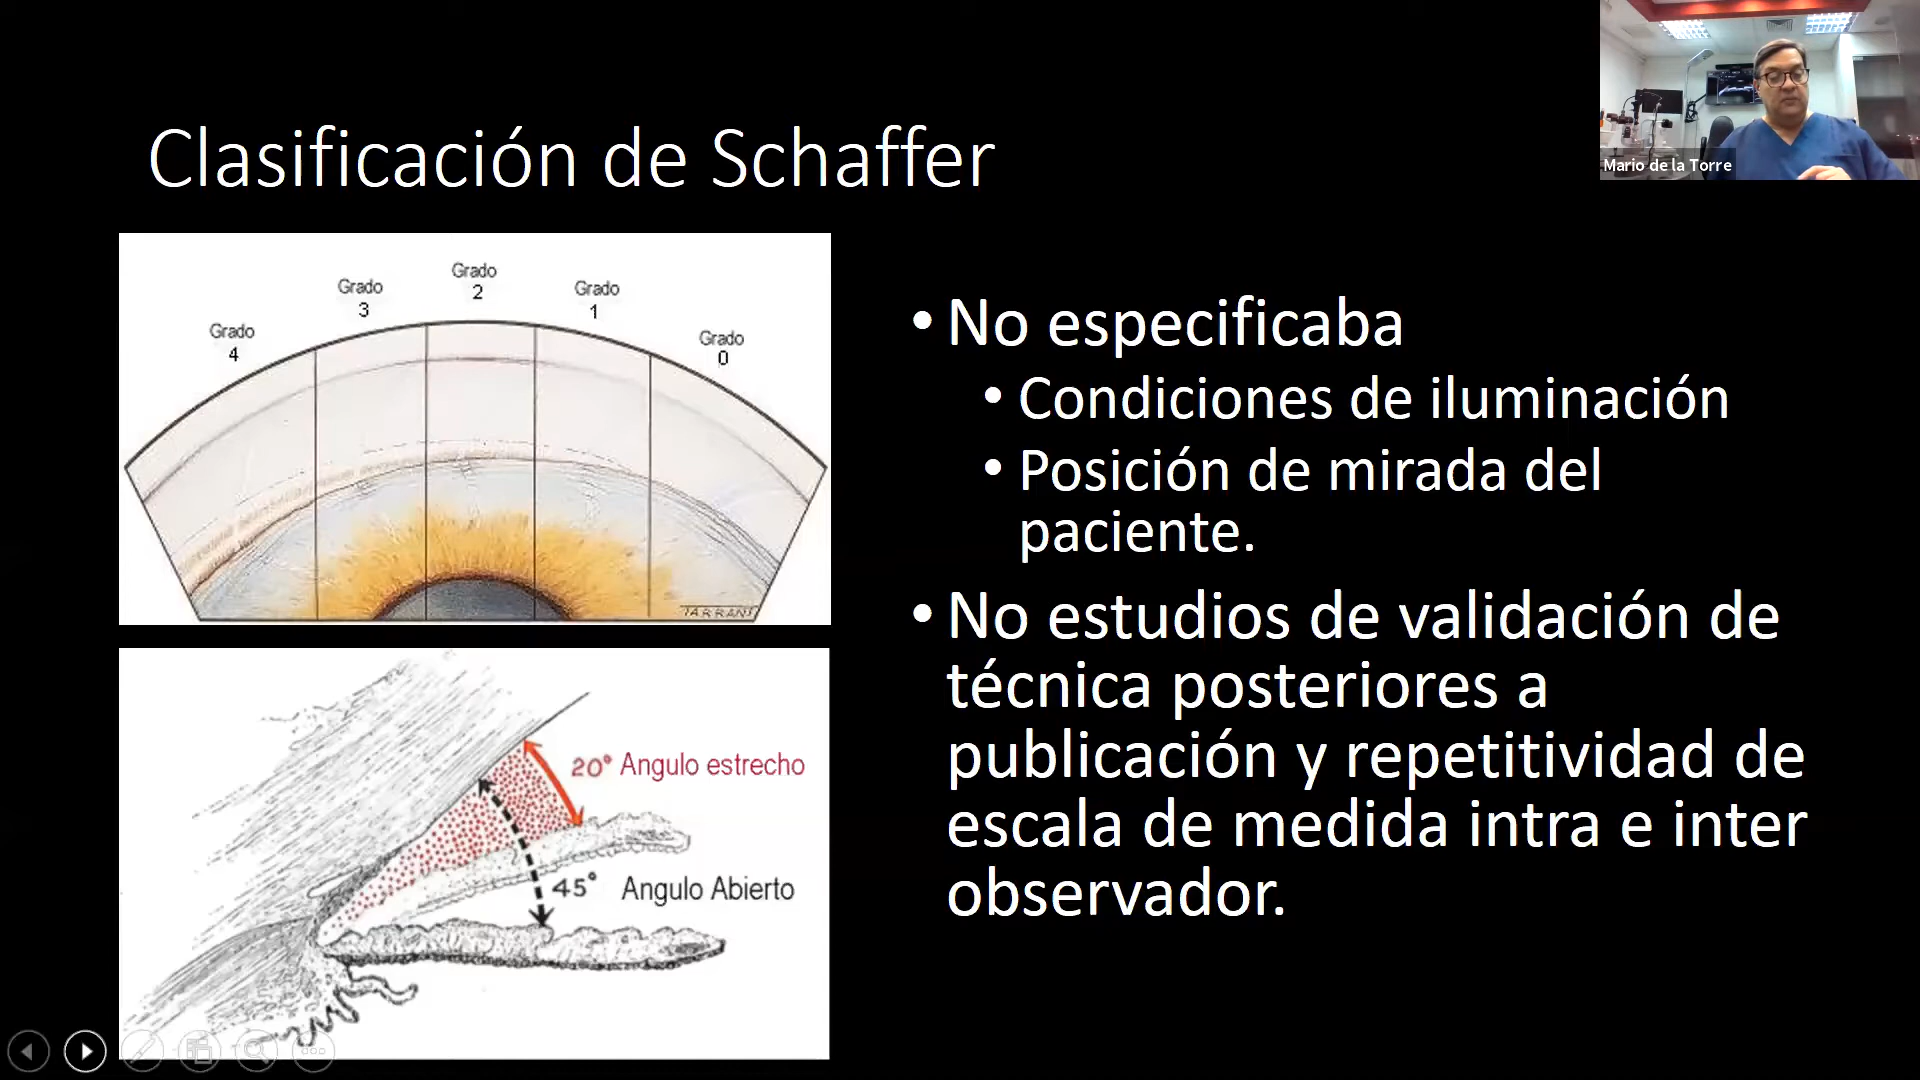 Mario de la Torre
Clasificación de Schaffer
Grado
4
Grado
3
Grado
2
Grado
1
Grado
0
TARRANT
20° Angulo estrecho
45° Angulo Abierto
• No especificaba
• Condiciones de iluminación
• Posición de mirada del
paciente.
• No estudios de validación de
técnica posteriores a
publicación y repetitividad de
escala de medida intra e inter
observador.